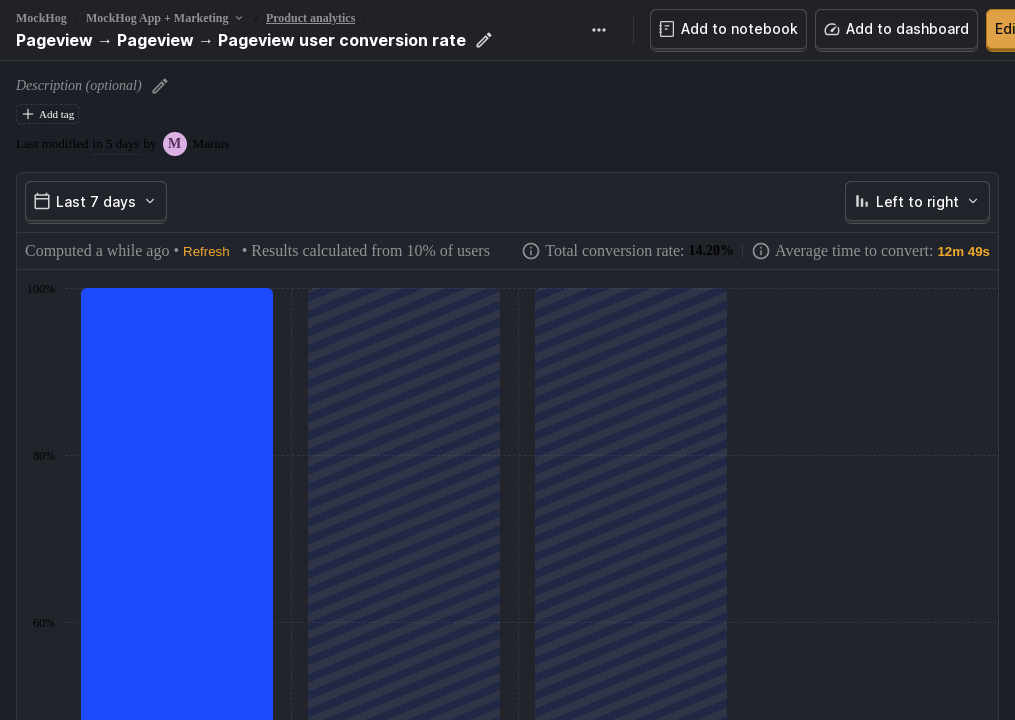 MockHog / MockHog App + Marketing / Product analytics /
Pageview → Pageview → Pageview user conversion rate
Add to notebook
Add to dashboard
Edi
Description (optional)
Add tag
Last modified in 5 days by M Marius
Last 7 days
Left to right
Computed a while ago • Refresh • Results calculated from 10% of users
Total conversion rate: 14.20%
Average time to convert: 12m 49s
100%
80%
60%